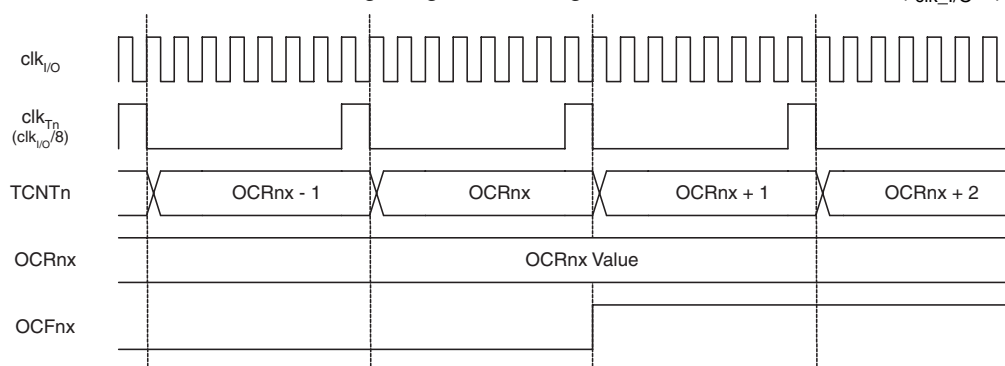 clk_I/O
clk_Tn
(clk_I/O/8)
TCNTn OCRnx - 1 OCRnx OCRnx + 1 OCRnx + 2
OCRnx OCRnx Value
OCFnx